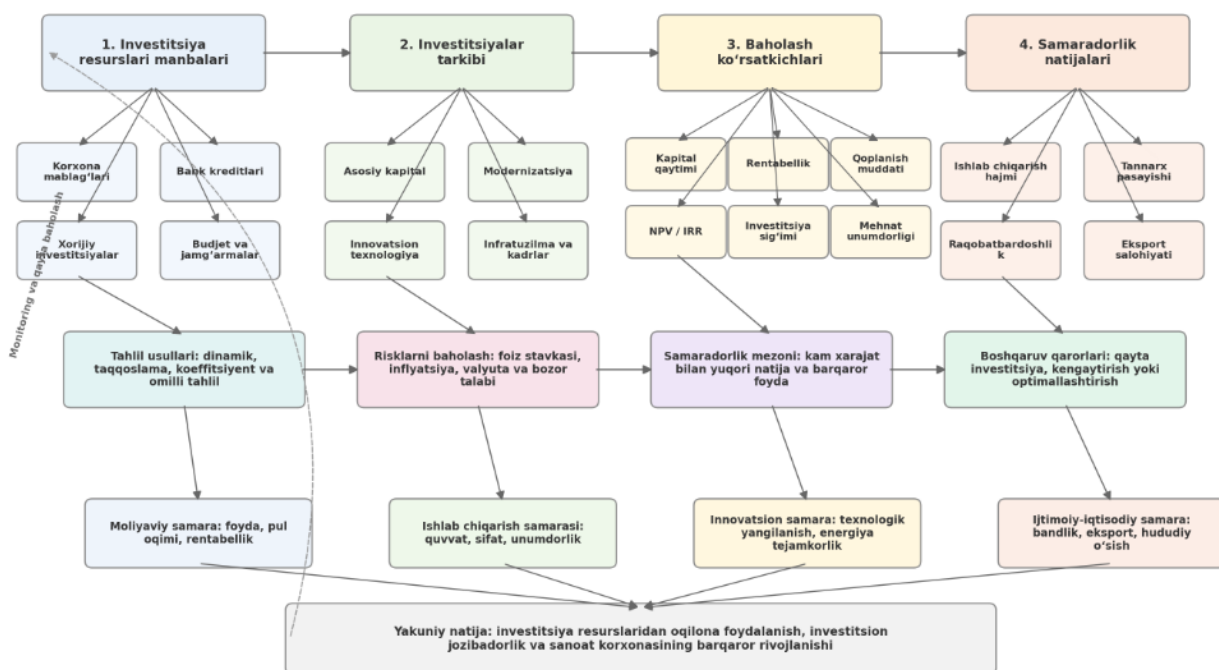 1. Investitsiya
resurslari manbalari
2. Investitsiyalar
tarkibi
3. Baholash
ko‘rsatkichlari
4. Samaradorlik
natijalari
Korxona
mablag‘lari
Bank kreditlari
Asosiy kapital
Modernizatsiya
Kapital
qaytimi
Rentabellik
Qoplanish
muddati
Ishlab chiqarish
hajmi
Tannarx
pasayishi
Xorijiy
investitsiyalar
Budjet va
jamg‘armalar
Innovatsion
texnologiya
Infratuzilma va
kadrlar
NPV / IRR
Investitsiya
sig‘imi
Mehnat
unumdorligi
Raqobatbardoshli
k
Eksport
salohiyati
Monitoring va qayta baholash
Tahlil usullari: dinamik,
taqqoslama, koeffitsiyent va
omilli tahlil
Risklarni baholash: foiz stavkasi,
inflyatsiya, valyuta va bozor
talabi
Samaradorlik mezoni: kam xarajat
bilan yuqori natija va barqaror
foyda
Boshqaruv qarorlari: qayta
investitsiya, kengaytirish yoki
optimallashtirish
Moliyaviy samara: foyda, pul
oqimi, rentabellik
Ishlab chiqarish samarasi:
quvvat, sifat, unumdorlik
Innovatsion samara: texnologik
yangilanish, energiya
tejamkorlik
Ijtimoiy-iqtisodiy samara:
bandlik, eksport, hududiy
o‘sish
Yakuniy natija: investitsiya resurslaridan oqilona foydalanish, investitsion
jozibadorlik va sanoat korxonasining barqaror rivojlanishi